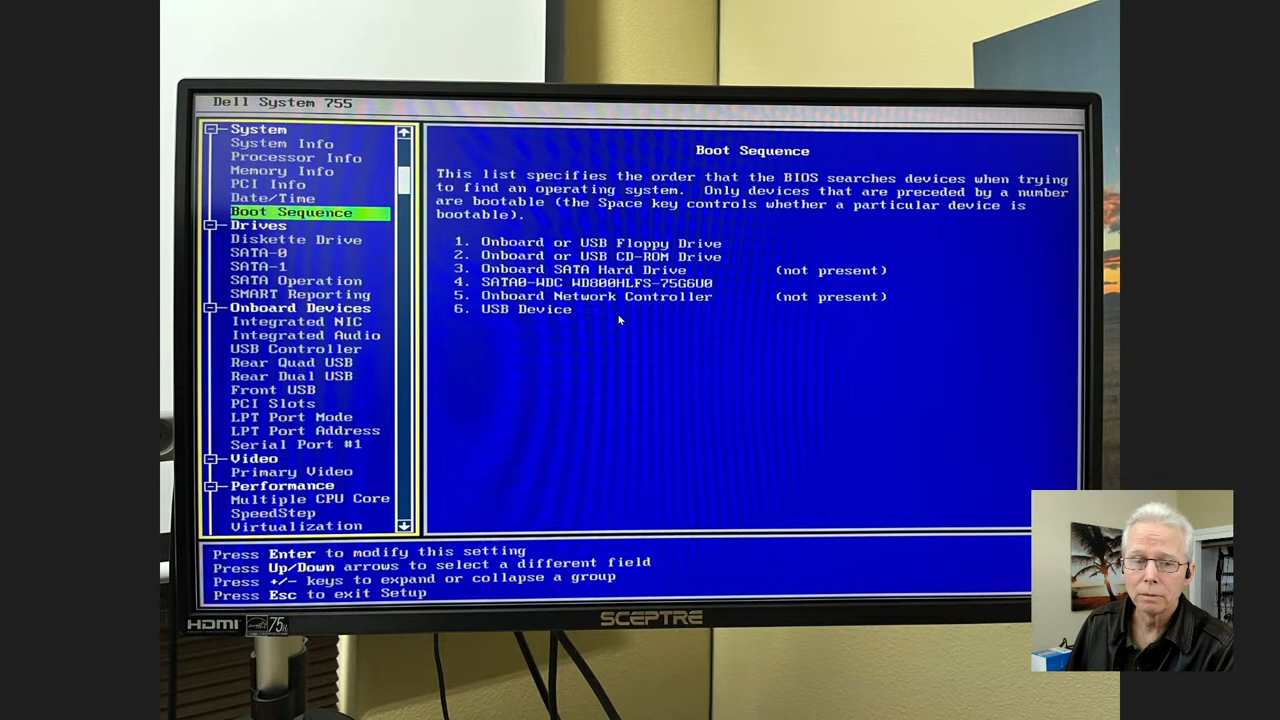 Dell System 755
System
System Info
Processor Info
Memory Info
PCI Info
Date/Time
Boot Sequence
Drives
Diskette Drive
SATA-0
SATA-1
SATA Operation
SMART Reporting
Onboard Devices
Integrated NIC
Integrated Audio
USB Controller
Rear Quad USB
Rear Dual USB
Front USB
PCI Slots
LPT Port Mode
LPT Port Address
Serial Port #1
Video
Primary Video
Performance
Multiple CPU Core
SpeedStep
Virtualization
Boot Sequence
This list specifies the order that the BIOS searches devices when trying
to find an operating system. Only devices that are preceded by a number
are bootable (the Space key controls whether a particular device is
bootable).
1. Onboard or USB Floppy Drive
2. Onboard or USB CD-ROM Drive
3. Onboard SATA Hard Drive (not present)
4. SATA0-WDC WD800HLFS-75G6U0
5. Onboard Network Controller (not present)
6. USB Device
Press Enter to modify this setting
Press Up/Down arrows to select a different field
Press +/- keys to expand or collapse a group
Press Esc to exit Setup
HDMI
SCEPTRE